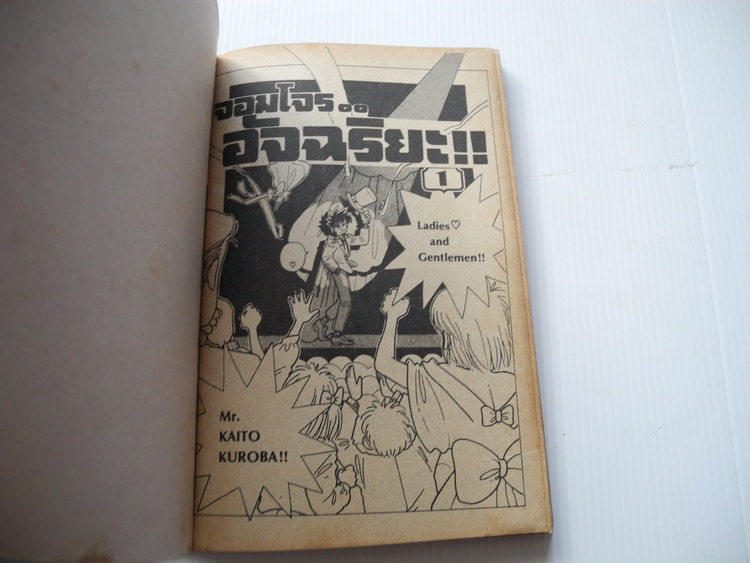 จอมโจร..
อัจฉริยะ!!
1
Ladies♡
and
Gentlemen!!
Mr.
KAITO
KUROBA!!